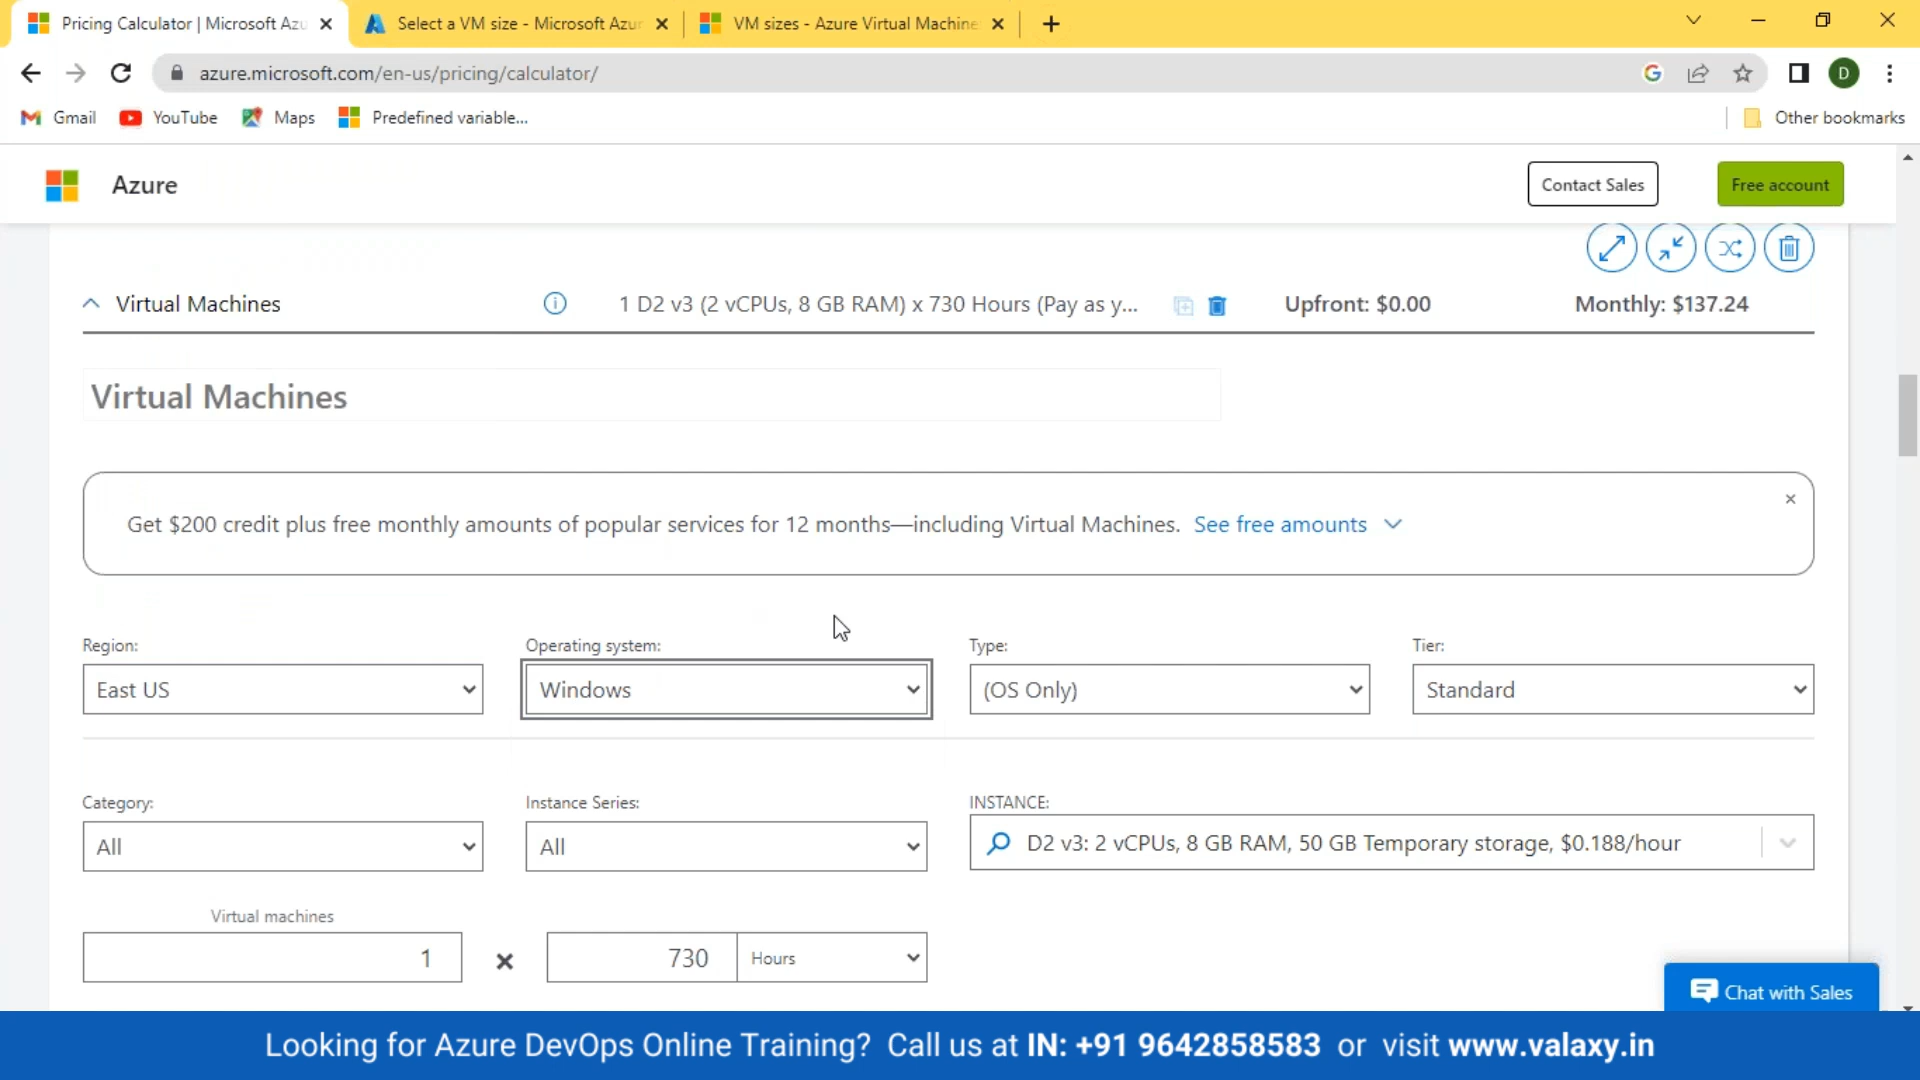 Pricing Calculator | Microsoft Azu
Select a VM size - Microsoft Azur
VM sizes - Azure Virtual Machine
azure.microsoft.com/en-us/pricing/calculator/
D
Gmail
YouTube
Maps
Predefined variable...
Other bookmarks
Azure
Contact Sales
Free account
Virtual Machines
1 D2 v3 (2 vCPUs, 8 GB RAM) x 730 Hours (Pay as y...
Upfront: $0.00
Monthly: $137.24
Virtual Machines
Get $200 credit plus free monthly amounts of popular services for 12 months—including Virtual Machines. See free amounts
Region:
Operating system:
Type:
Tier:
East US
Windows
(OS Only)
Standard
Category:
Instance Series:
INSTANCE:
All
All
D2 v3: 2 vCPUs, 8 GB RAM, 50 GB Temporary storage, $0.188/hour
Virtual machines
1
730
Hours
Chat with Sales
Looking for Azure DevOps Online Training? Call us at IN: +91 9642858583 or visit www.valaxy.in